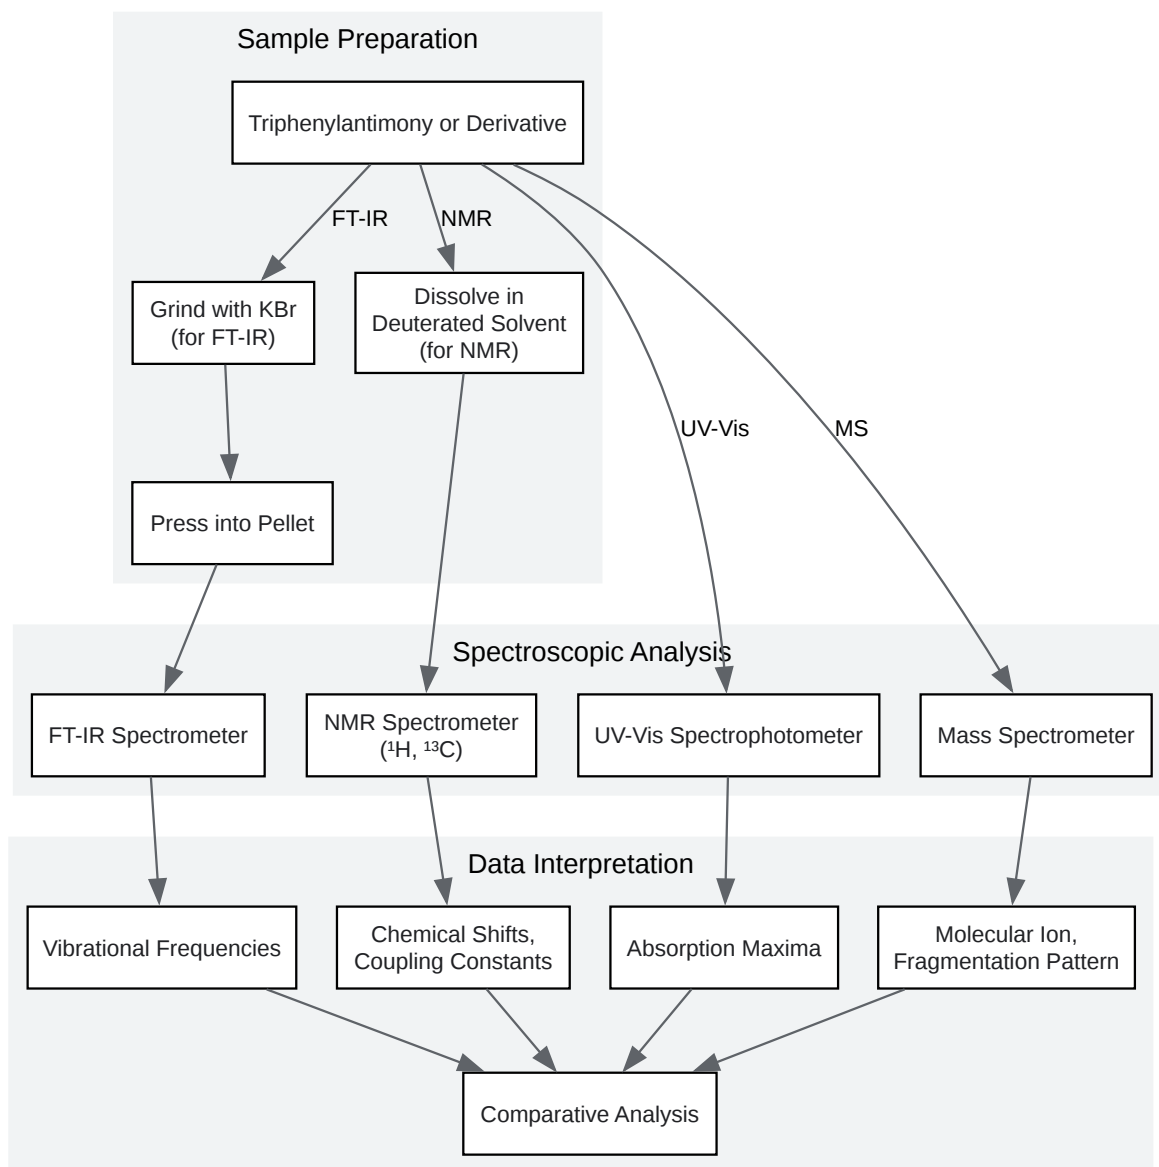 Sample Preparation
Triphenylantimony or Derivative
FT-IR
NMR
Grind with KBr
(for FT-IR)
Dissolve in
Deuterated Solvent
(for NMR)
UV-Vis
MS
Press into Pellet
Spectroscopic Analysis
FT-IR Spectrometer
NMR Spectrometer
(¹H, ¹³C)
UV-Vis Spectrophotometer
Mass Spectrometer
Data Interpretation
Vibrational Frequencies
Chemical Shifts,
Coupling Constants
Absorption Maxima
Molecular Ion,
Fragmentation Pattern
Comparative Analysis